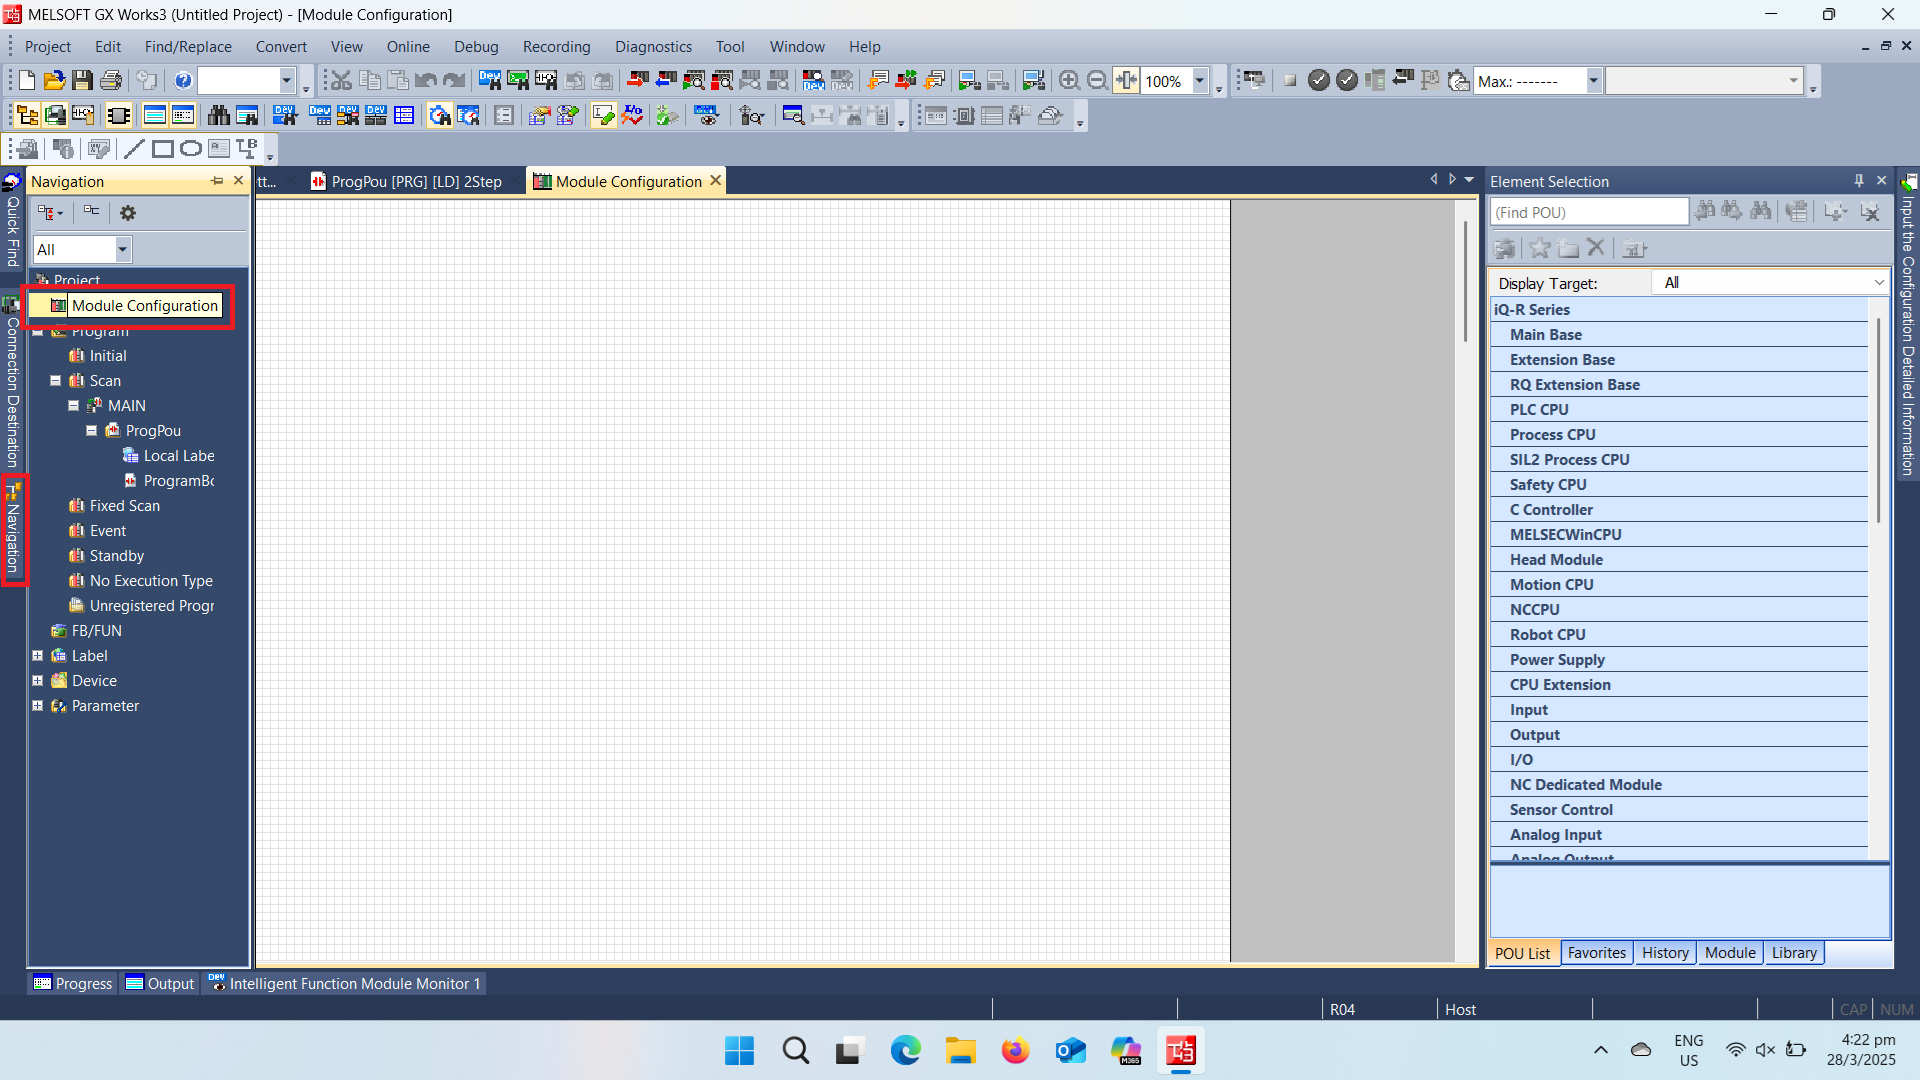 MELSOFT GX Works3 (Untitled Project) - [Module Configuration]
Project Edit Find/Replace Convert View Online Debug Recording Diagnostics Tool Window Help
100%
Max.: -------
Navigation
tt...
ProgPou [PRG] [LD] 2Step
Module Configuration
Element Selection
Quick Find
Connection Destination
Navigation
Input the Configuration Detailed Information
All
Project
Module Configuration
Program
Initial
Scan
MAIN
ProgPou
Local Labe
ProgramBo
Fixed Scan
Event
Standby
No Execution Type
Unregistered Progr
FB/FUN
Label
Device
Parameter
(Find POU)
Display Target: All
iQ-R Series
Main Base
Extension Base
RQ Extension Base
PLC CPU
Process CPU
SIL2 Process CPU
Safety CPU
C Controller
MELSECWinCPU
Head Module
Motion CPU
NCCPU
Robot CPU
Power Supply
CPU Extension
Input
Output
I/O
NC Dedicated Module
Sensor Control
Analog Input
Analog Output
POU List Favorites History Module Library
Progress Output Intelligent Function Module Monitor 1
R04 Host CAP NUM
ENG
US
4:22 pm
28/3/2025